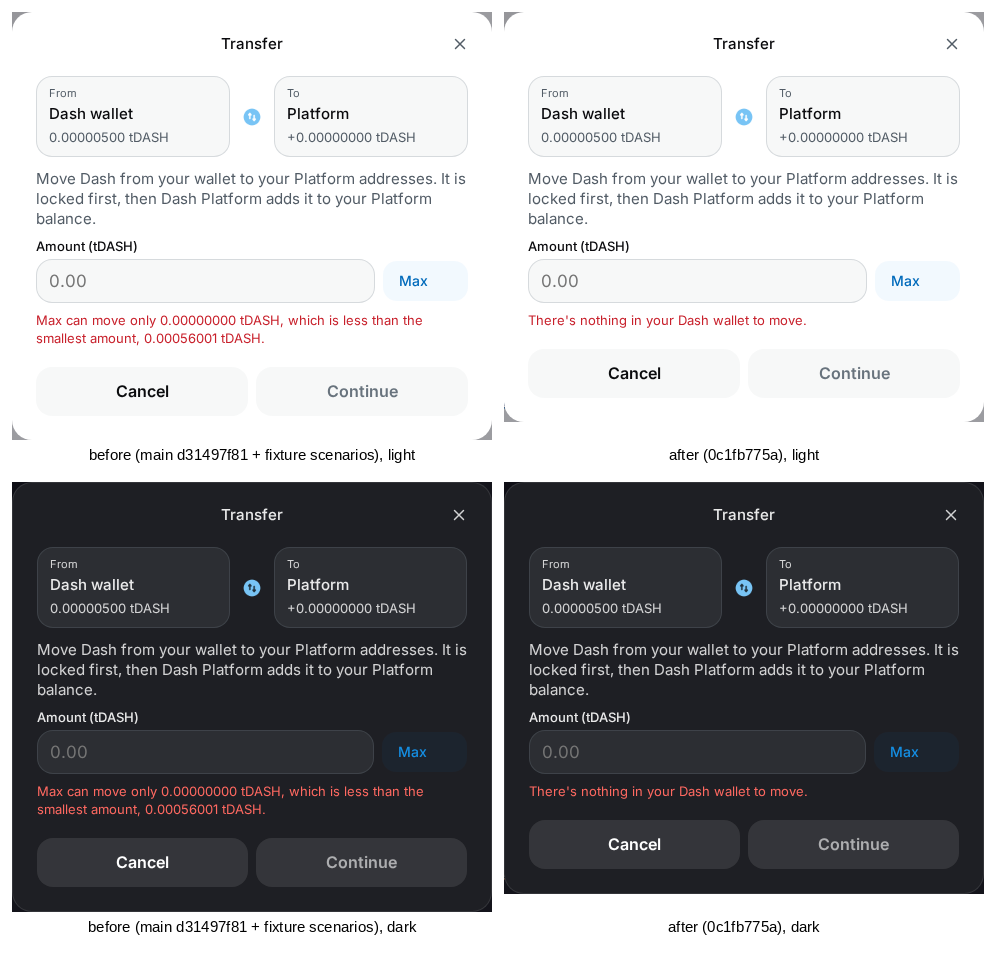 Transfer
From
Dash wallet
0.00000500 tDASH
To
Platform
+0.00000000 tDASH
Move Dash from your wallet to your Platform addresses. It is
locked first, then Dash Platform adds it to your Platform
balance.
Amount (tDASH)
0.00
Max
Max can move only 0.00000000 tDASH, which is less than the
smallest amount, 0.00056001 tDASH.
Cancel
Continue
before (main d31497f81 + fixture scenarios), light
Transfer
From
Dash wallet
0.00000500 tDASH
To
Platform
+0.00000000 tDASH
Move Dash from your wallet to your Platform addresses. It is
locked first, then Dash Platform adds it to your Platform
balance.
Amount (tDASH)
0.00
Max
There's nothing in your Dash wallet to move.
Cancel
Continue
after (0c1fb775a), light
Transfer
From
Dash wallet
0.00000500 tDASH
To
Platform
+0.00000000 tDASH
Move Dash from your wallet to your Platform addresses. It is
locked first, then Dash Platform adds it to your Platform
balance.
Amount (tDASH)
0.00
Max
Max can move only 0.00000000 tDASH, which is less than the
smallest amount, 0.00056001 tDASH.
Cancel
Continue
before (main d31497f81 + fixture scenarios), dark
Transfer
From
Dash wallet
0.00000500 tDASH
To
Platform
+0.00000000 tDASH
Move Dash from your wallet to your Platform addresses. It is
locked first, then Dash Platform adds it to your Platform
balance.
Amount (tDASH)
0.00
Max
There's nothing in your Dash wallet to move.
Cancel
Continue
after (0c1fb775a), dark